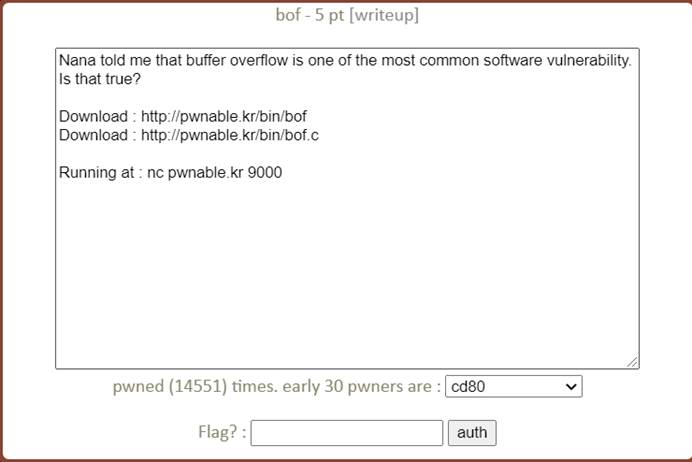 bof - 5 pt [writeup]
Nana told me that buffer overflow is one of the most common software vulnerability.
Is that true?
Download : http://pwnable.kr/bin/bof
Download : http://pwnable.kr/bin/bof.c
Running at : nc pwnable.kr 9000
pwned (14551) times. early 30 pwners are : cd80
Flag? : auth